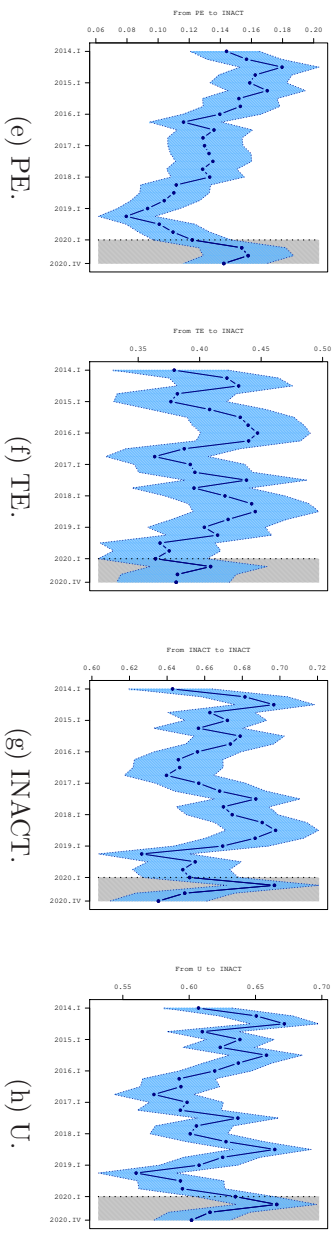 From PE to INACT
0.06 0.08 0.10 0.12 0.14 0.16 0.18 0.20
2014.I
2015.I
2016.I
2017.I
2018.I
2019.I
2020.I
2020.IV
(e) PE.
From TE to INACT
0.35 0.40 0.45 0.50
2014.I
2015.I
2016.I
2017.I
2018.I
2019.I
2020.I
2020.IV
(f) TE.
From INACT to INACT
0.60 0.62 0.64 0.66 0.68 0.70 0.72
2014.I
2015.I
2016.I
2017.I
2018.I
2019.I
2020.I
2020.IV
(g) INACT.
From U to INACT
0.55 0.60 0.65 0.70
2014.I
2015.I
2016.I
2017.I
2018.I
2019.I
2020.I
2020.IV
(h) U.